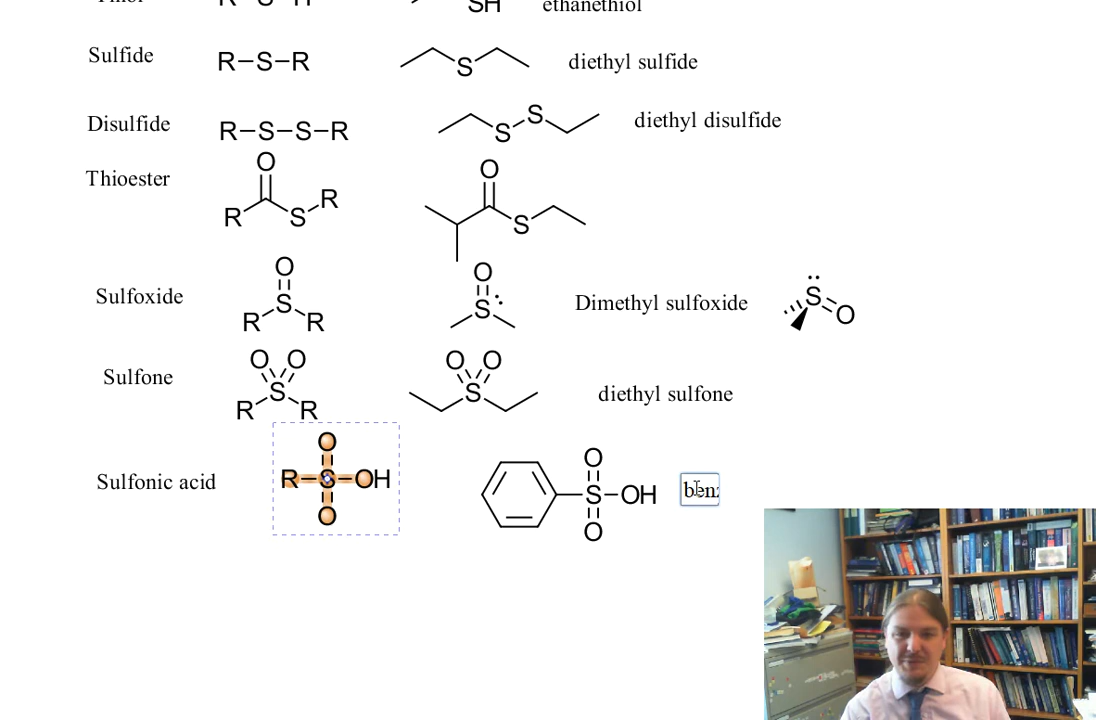 SH ethanethiol
Sulfide R–S–R S diethyl sulfide
Disulfide R–S–S–R S S diethyl disulfide
Thioester O R S R O S
Sulfoxide O S R R O S Dimethyl sulfoxide S O
Sulfone O O S R R O O S diethyl sulfone
Sulfonic acid O R–S–OH O O S–OH O benz